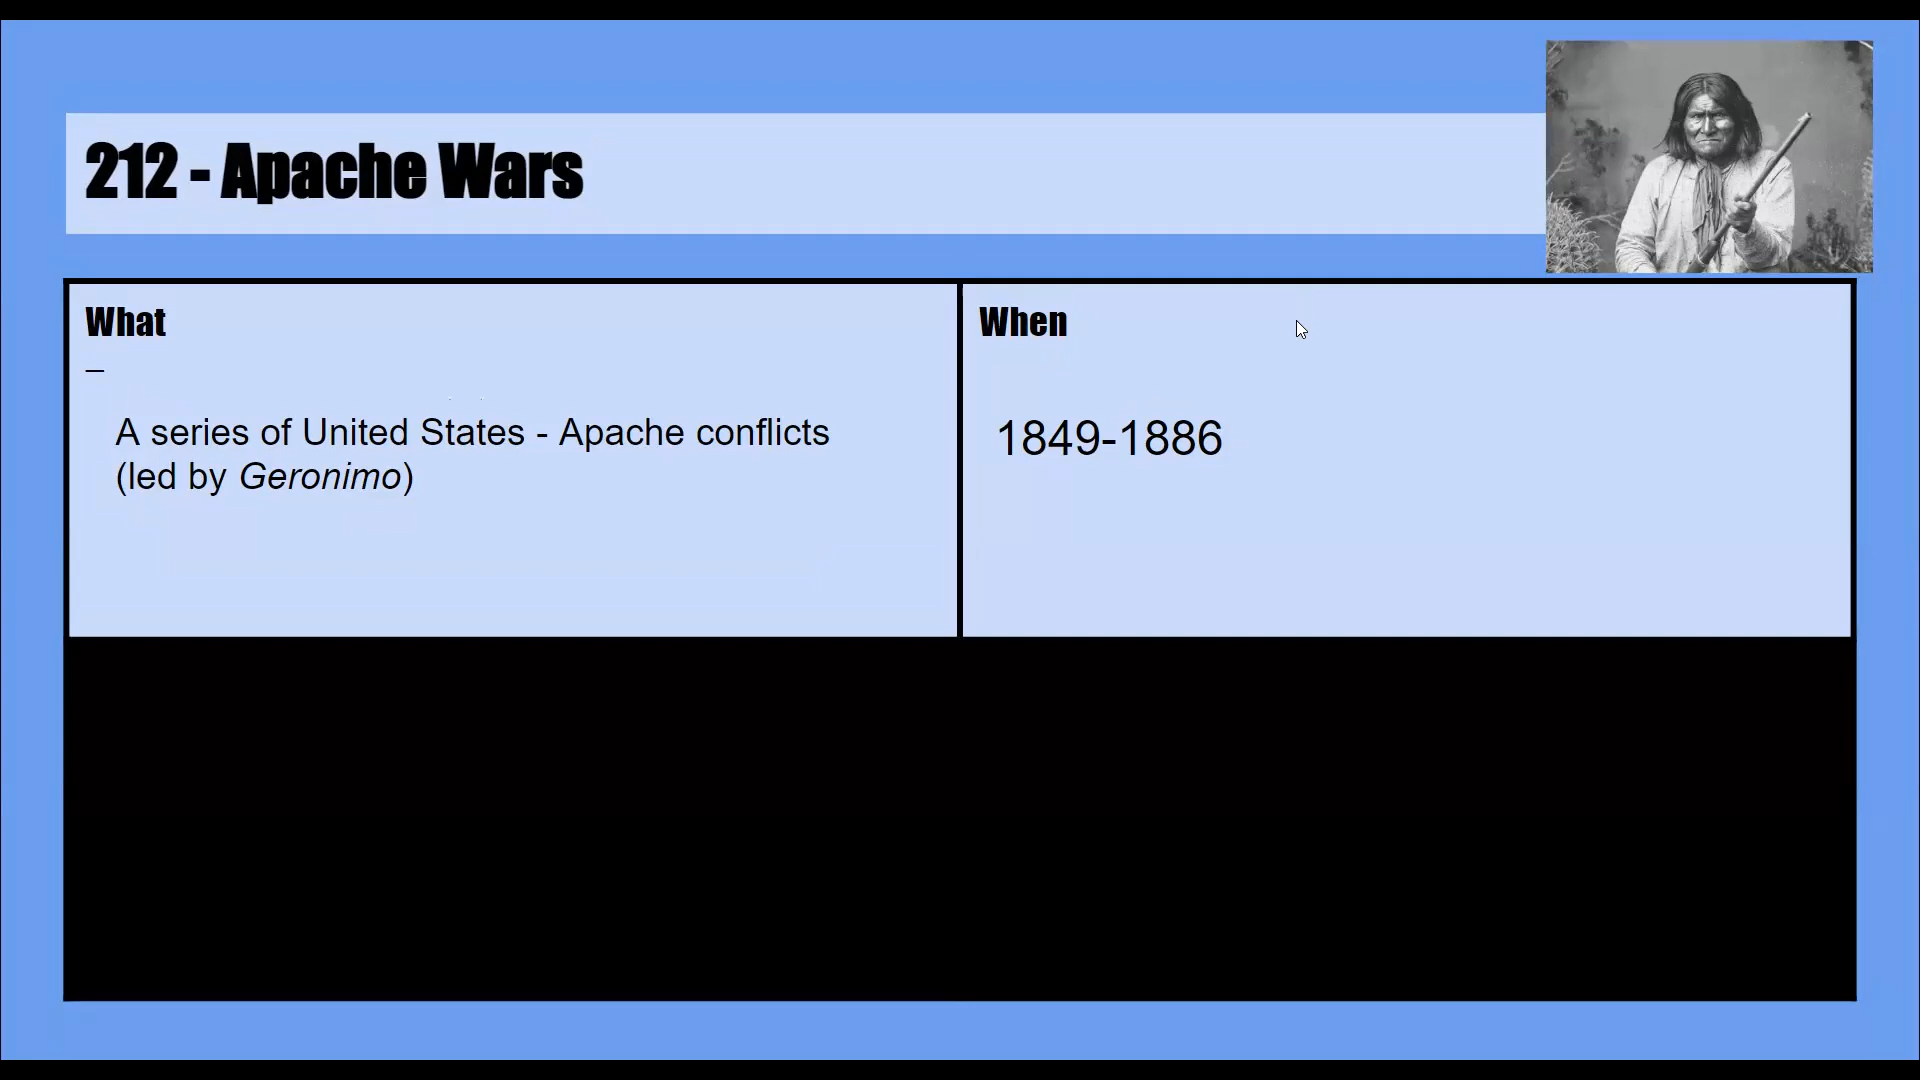 212 - Apache Wars
What
–
A series of United States - Apache conflicts
(led by Geronimo)
When
1849-1886